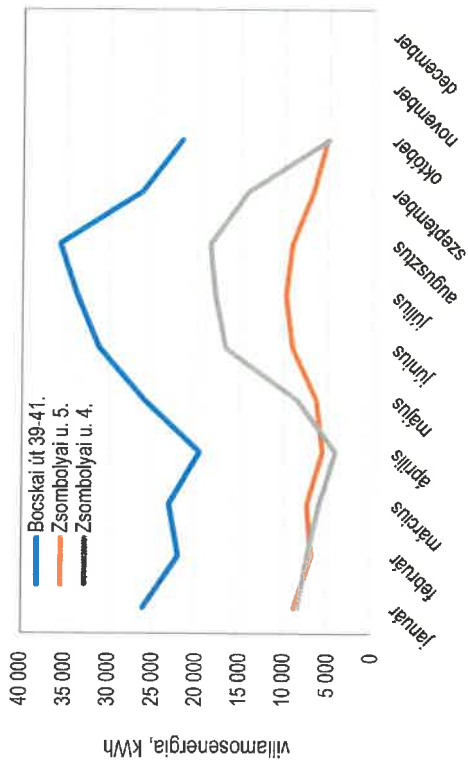 Bocskai út 39-41.
Zsombolyai u. 5.
Zsombolyai u. 4.
40 000
35 000
30 000
25 000
20 000
15 000
10 000
5 000
0
villamosenergia, kWh
január
február
március
április
május
június
július
augusztus
szeptember
október
november
december